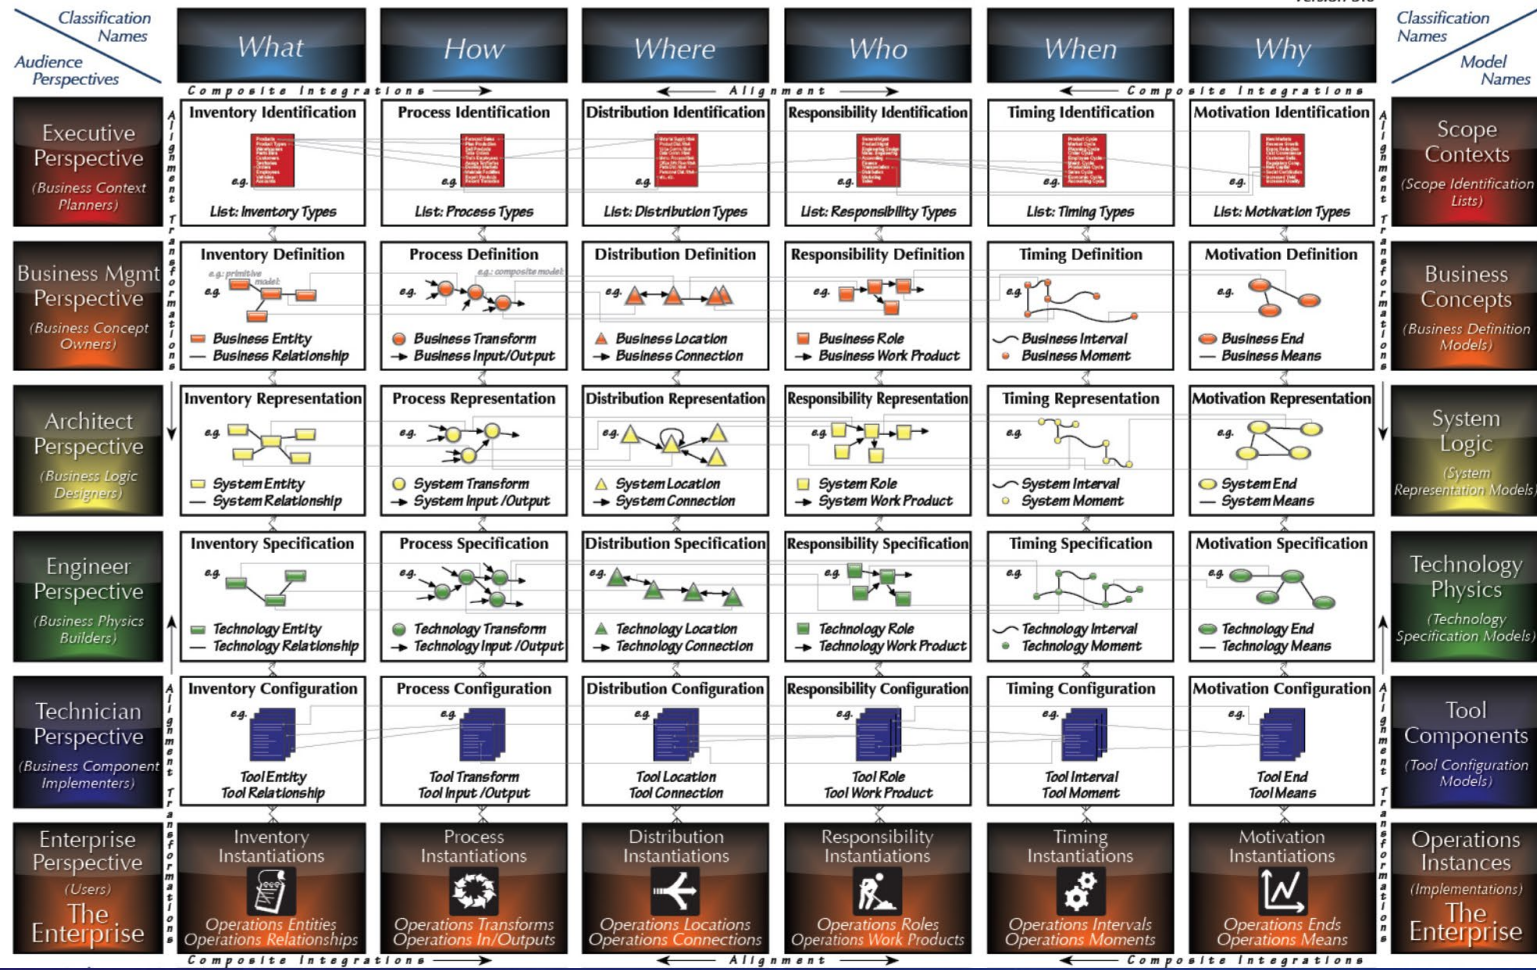 Classification
Names
Audience
Perspectives
What
How
Where
Who
When
Why
Classification
Names
Model
Names
Composite Integrations
Alignment
Composite Integrations
Alignment Transformations
Executive
Perspective
(Business Context
Planners)
Inventory Identification
e.g.
List: Inventory Types
Process Identification
e.g.
List: Process Types
Distribution Identification
e.g.
List: Distribution Types
Responsibility Identification
e.g.
List: Responsibility Types
Timing Identification
e.g.
List: Timing Types
Motivation Identification
e.g.
List: Motivation Types
Alignment Transformations
Scope
Contexts
(Scope Identification
Lists)
Business Mgmt
Perspective
(Business Concept
Owners)
Inventory Definition
e.g.: primitive
model:
e.g.
Business Entity
Business Relationship
Process Definition
e.g.: composite model:
e.g.
Business Transform
Business Input/Output
Distribution Definition
e.g.
Business Location
Business Connection
Responsibility Definition
e.g.
Business Role
Business Work Product
Timing Definition
e.g.
Business Interval
Business Moment
Motivation Definition
e.g.
Business End
Business Means
Business
Concepts
(Business Definition
Models)
Architect
Perspective
(Business Logic
Designers)
Inventory Representation
e.g.
System Entity
System Relationship
Process Representation
e.g.
System Transform
System Input /Output
Distribution Representation
e.g.
System Location
System Connection
Responsibility Representation
e.g.
System Role
System Work Product
Timing Representation
e.g.
System Interval
System Moment
Motivation Representation
e.g.
System End
System Means
System
Logic
(System
Representation Models)
Engineer
Perspective
(Business Physics
Builders)
Inventory Specification
e.g.
Technology Entity
Technology Relationship
Process Specification
e.g.
Technology Transform
Technology Input /Output
Distribution Specification
e.g.
Technology Location
Technology Connection
Responsibility Specification
e.g.
Technology Role
Technology Work Product
Timing Specification
e.g.
Technology Interval
Technology Moment
Motivation Specification
e.g.
Technology End
Technology Means
Technology
Physics
(Technology
Specification Models)
Alignment Transformations
Technician
Perspective
(Business Component
Implementers)
Inventory Configuration
e.g.
Tool Entity
Tool Relationship
Process Configuration
e.g.
Tool Transform
Tool Input /Output
Distribution Configuration
e.g.
Tool Location
Tool Connection
Responsibility Configuration
e.g.
Tool Role
Tool Work Product
Timing Configuration
e.g.
Tool Interval
Tool Moment
Motivation Configuration
e.g.
Tool End
Tool Means
Alignment Transformations
Tool
Components
(Tool Configuration
Models)
Enterprise
Perspective
(Users)
The
Enterprise
Inventory
Instantiations
Operations Entities
Operations Relationships
Process
Instantiations
Operations Transforms
Operations In/Outputs
Distribution
Instantiations
Operations Locations
Operations Connections
Responsibility
Instantiations
Operations Roles
Operations Work Products
Timing
Instantiations
Operations Intervals
Operations Moments
Motivation
Instantiations
Operations Ends
Operations Means
Operations
Instances
(Implementations)
The
Enterprise
Composite Integrations
Alignment
Composite Integrations